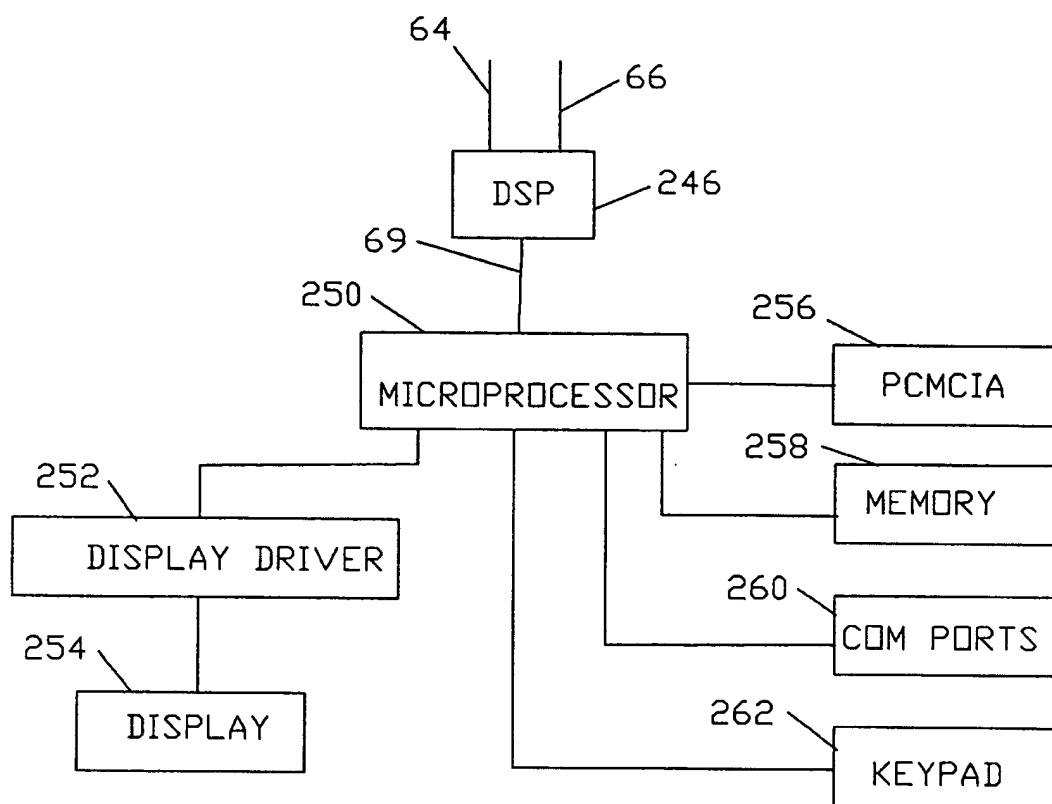 64
66
DSP
246
69
250
256
MICROPROCESSOR
PCMCIA
258
252
MEMORY
DISPLAY DRIVER
260
COM PORTS
254
262
DISPLAY
KEYPAD